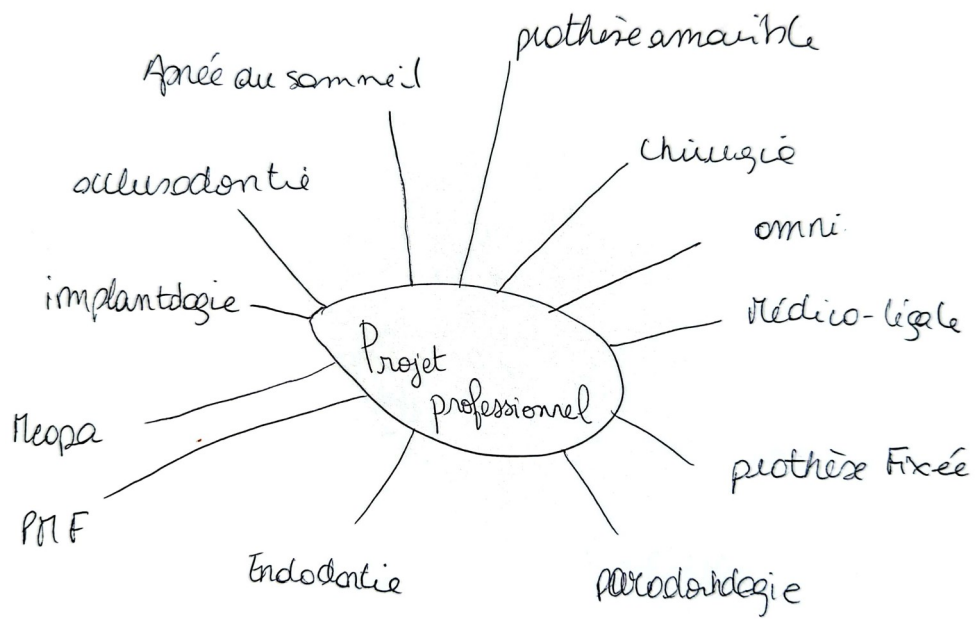 prothèse amovible
Apnée du sommeil
Chirurgie
occlusodontie
omni
implantologie
Médico-légale
Projet
professionnel
Meopa
prothèse Fixée
PMF
Endodontie
parodontologie